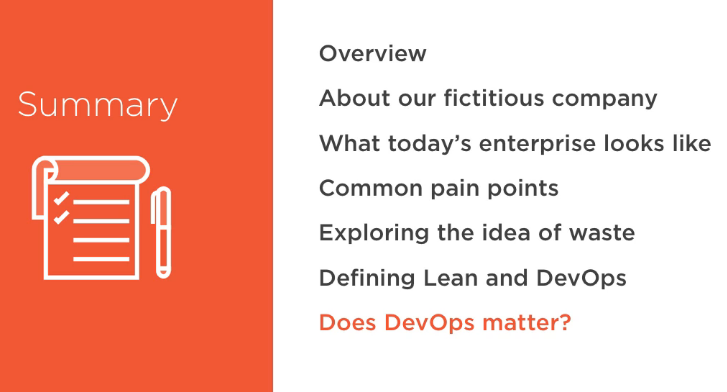 Summary
Overview
About our fictitious company
What today's enterprise looks like
Common pain points
Exploring the idea of waste
Defining Lean and DevOps
Does DevOps matter?